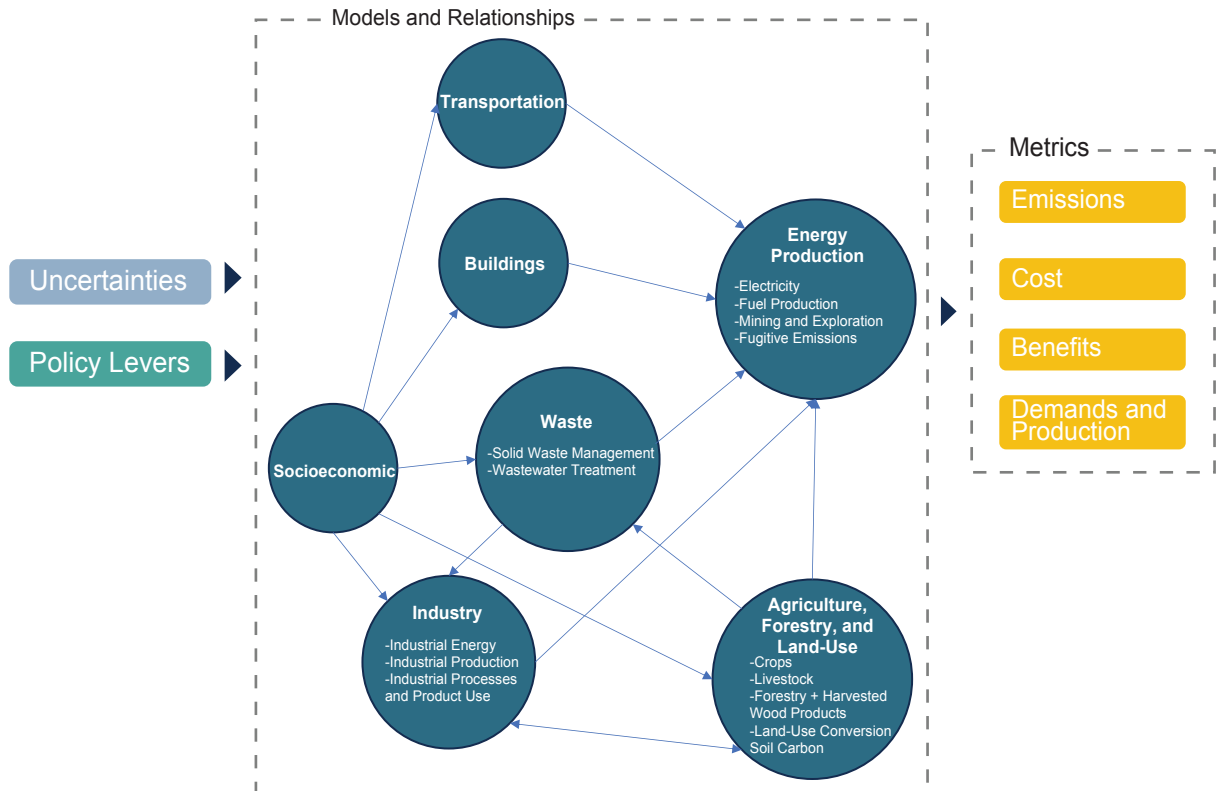 Models and Relationships
Transportation
Buildings
Energy
Production
-Electricity
-Fuel Production
-Mining and Exploration
-Fugitive Emissions
Uncertainties
Policy Levers
Socioeconomic
Waste
-Solid Waste Management
-Wastewater Treatment
Industry
-Industrial Energy
-Industrial Production
-Industrial Processes
and Product Use
Agriculture,
Forestry, and
Land-Use
-Crops
-Livestock
-Forestry + Harvested
Wood Products
-Land-Use Conversion
Soil Carbon
Metrics
Emissions
Cost
Benefits
Demands and
Production